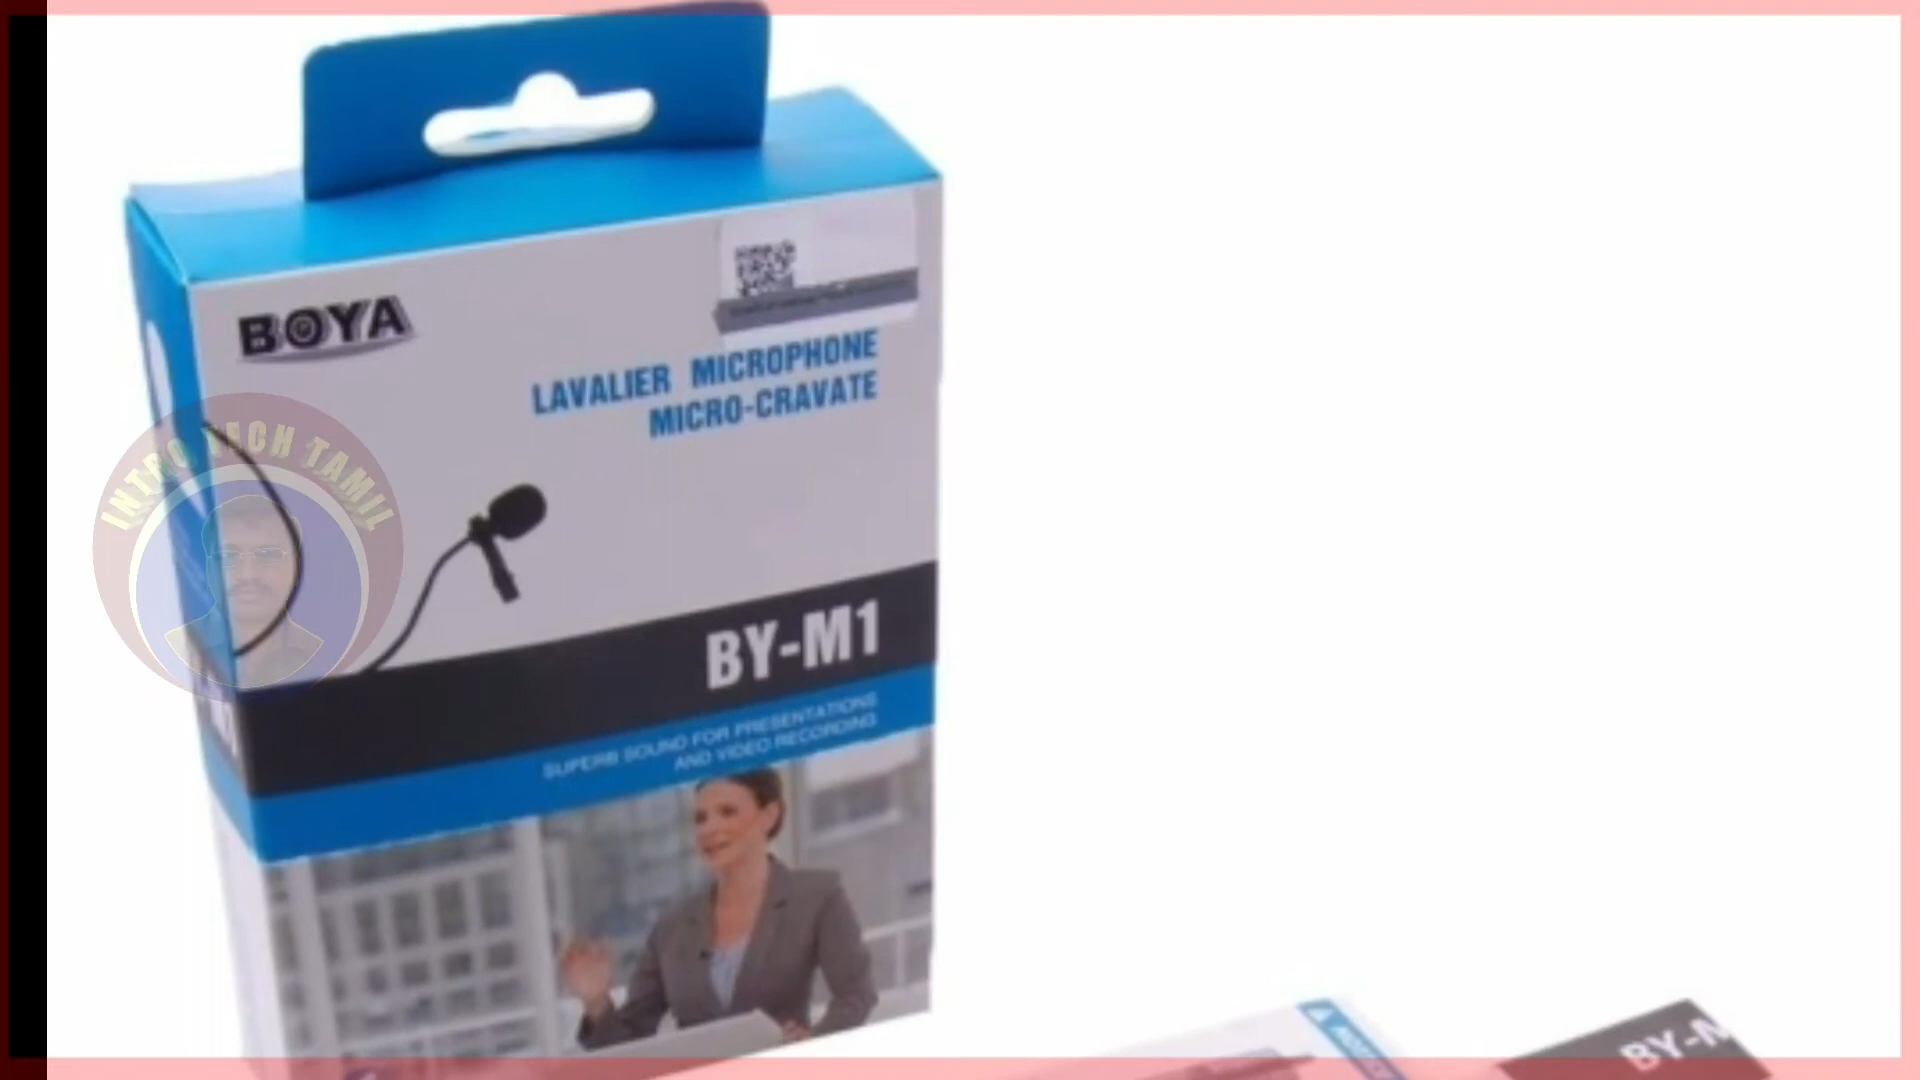 BOYA
LAVALIER MICROPHONE
MICRO-CRAVATE
INTRO TECH TAMIL
BY-M1
SUPERB SOUND FOR PRESENTATIONS
AND VIDEO RECORDING
BY-M